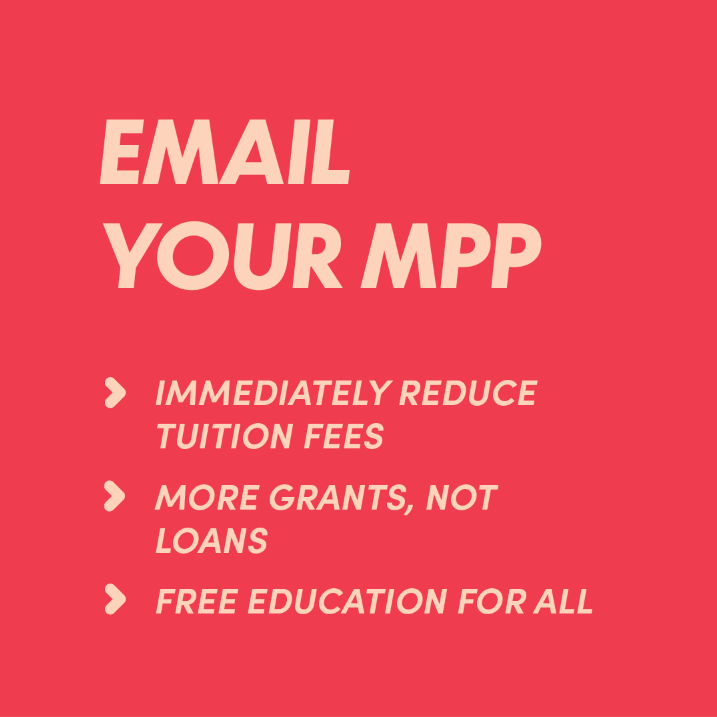 EMAIL
YOUR MPP
IMMEDIATELY REDUCE
TUITION FEES
MORE GRANTS, NOT
LOANS
FREE EDUCATION FOR ALL